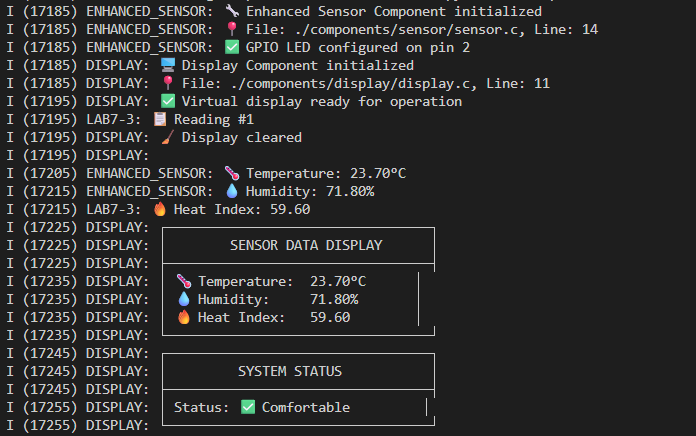 I (17185) ENHANCED_SENSOR: 🔧 Enhanced Sensor Component initialized
I (17185) ENHANCED_SENSOR: 📍 File: ./components/sensor/sensor.c, Line: 14
I (17185) ENHANCED_SENSOR: ✅ GPIO LED configured on pin 2
I (17185) DISPLAY: 🖥️ Display Component initialized
I (17185) DISPLAY: 📍 File: ./components/display/display.c, Line: 11
I (17195) DISPLAY: ✅ Virtual display ready for operation
I (17195) LAB7-3: 📋 Reading #1
I (17195) DISPLAY: 🧹 Display cleared
I (17195) DISPLAY:
I (17205) ENHANCED_SENSOR: 🌡️ Temperature: 23.70°C
I (17215) ENHANCED_SENSOR: 💧 Humidity: 71.80%
I (17215) LAB7-3: 🔥 Heat Index: 59.60
I (17225) DISPLAY: ┌────────────────────────────────┐
I (17225) DISPLAY: │        SENSOR DATA DISPLAY      │
I (17225) DISPLAY: ├────────────────────────────────┤
I (17235) DISPLAY: │ 🌡️ Temperature:  23.70°C      │
I (17235) DISPLAY: │ 💧 Humidity:     71.80%       │
I (17235) DISPLAY: │ 🔥 Heat Index:   59.60        │
I (17235) DISPLAY: └────────────────────────────────┘
I (17245) DISPLAY: ┌────────────────────────────────┐
I (17245) DISPLAY: │         SYSTEM STATUS           │
I (17245) DISPLAY: ├────────────────────────────────┤
I (17255) DISPLAY: │ Status: ✅ Comfortable         │
I (17255) DISPLAY: └────────────────────────────────┘